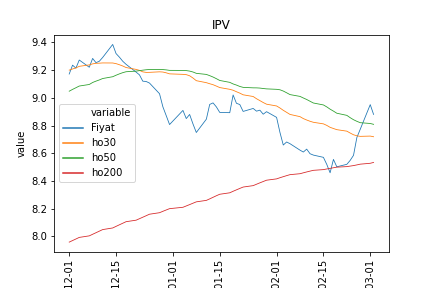 IPV
9.4
9.2
9.0
8.8
8.6
8.4
8.2
8.0
value
variable
Fiyat
ho30
ho50
ho200
12-01
12-15
01-01
01-15
02-01
02-15
03-01